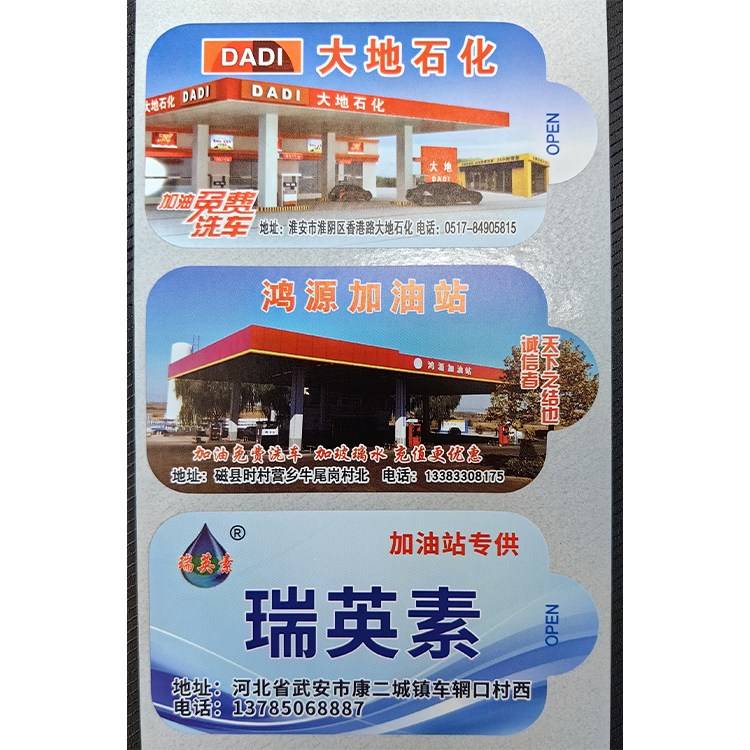 DADI 大地石化
大地石化 DADI
DADI 大地石化
大地
DADI
OPEN
加油免费
洗车
地址：淮安市淮阴区香港路大地石化 电话：0517-84905815
鸿源加油站
鸿源加油站
天下之结也
诚信者
加油免费洗车 加玻璃水 充值更优惠
地址：磁县时村营乡牛尾岗村北 电话：13383308175
瑞英素
®
加油站专供
瑞英素
OPEN
地址：河北省武安市康二城镇车辋口村西
电话：13785068887